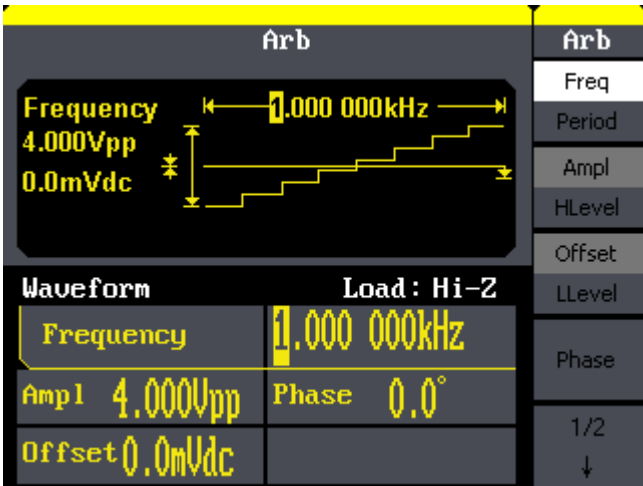 Arb
Frequency 1.000 000kHz
4.000Vpp
0.0mVdc
Waveform Load: Hi-Z
Frequency 1.000 000kHz
Ampl 4.000Vpp Phase 0.0°
Offset 0.0mVdc
Arb
Freq
Period
Ampl
HLevel
Offset
LLevel
Phase
1/2
↓